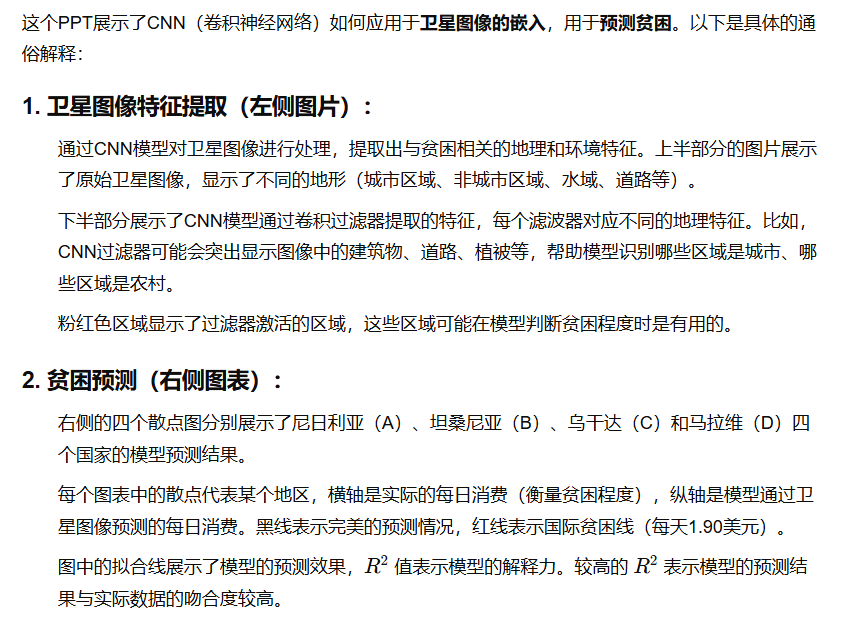 这个PPT展示了CNN（卷积神经网络）如何应用于卫星图像的嵌入，用于预测贫困。以下是具体的通
俗解释：
1. 卫星图像特征提取（左侧图片）：
通过CNN模型对卫星图像进行处理，提取出与贫困相关的地理和环境特征。上半部分的图片展示
了原始卫星图像，显示了不同的地形（城市区域、非城市区域、水域、道路等）。
下半部分展示了CNN模型通过卷积过滤器提取的特征，每个滤波器对应不同的地理特征。比如，
CNN过滤器可能会突出显示图像中的建筑物、道路、植被等，帮助模型识别哪些区域是城市、哪
些区域是农村。
粉红色区域显示了过滤器激活的区域，这些区域可能在模型判断贫困程度时是有用的。
2. 贫困预测（右侧图表）：
右侧的四个散点图分别展示了尼日利亚（A）、坦桑尼亚（B）、乌干达（C）和马拉维（D）四
个国家的模型预测结果。
每个图表中的散点代表某个地区，横轴是实际的每日消费（衡量贫困程度），纵轴是模型通过卫
星图像预测的每日消费。黑线表示完美的预测情况，红线表示国际贫困线（每天1.90美元）。
图中的拟合线展示了模型的预测效果，R² 值表示模型的解释力。较高的 R² 表示模型的预测结
果与实际数据的吻合度较高。